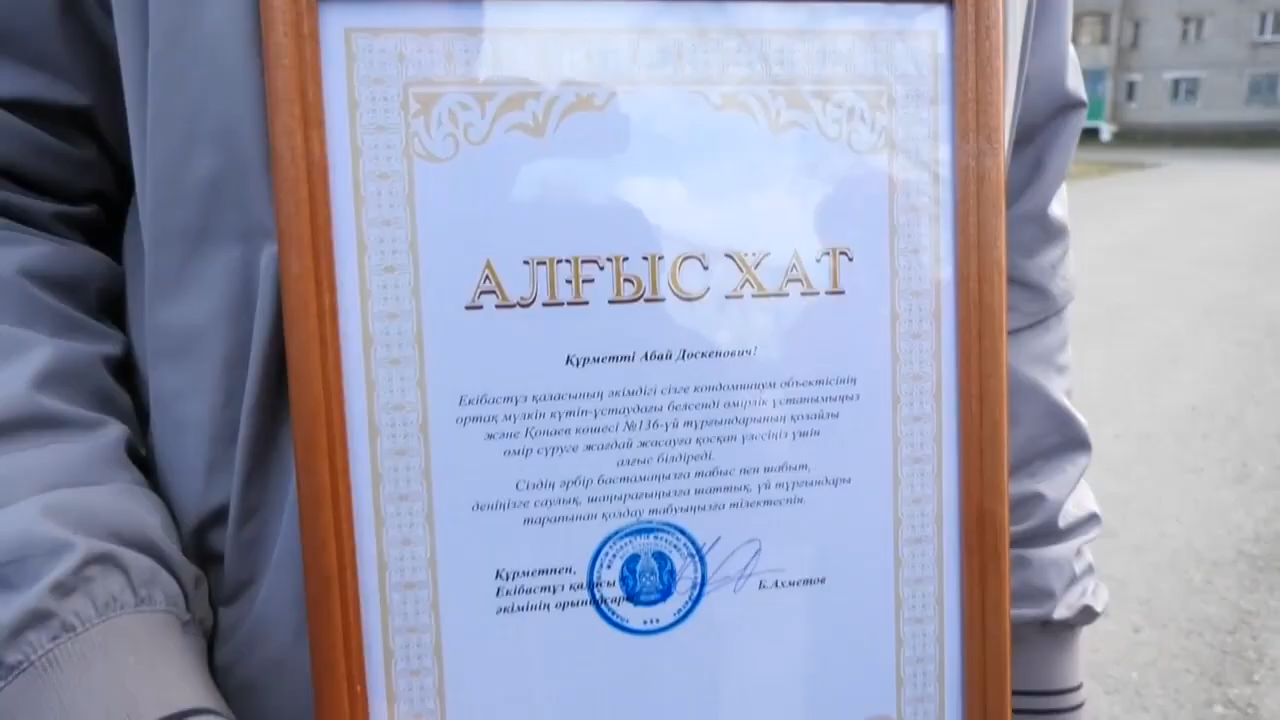 АЛҒЫС ХАТ
Құрметті Абай Доскенович!
Екібастұз қаласының әкімдігі сізге кондоминиум объектісінің
ортақ мүлкін күтіп-ұстаудағы белсенді өмірлік ұстанымыңыз
және Қонаев көшесі №136-үй тұрғындарының қолайлы
өмір сүруге жағдай жасауға қосқан үлесіңіз үшін
алғыс білдіреді.
Сіздің әрбір бастамаңызға табыс пен шабыт,
деніңізге саулық, шаңырағыңызға шаттық, үй тұрғындары
тарапынан қолдау табуыңызға тілектеспін.
Құрметпен,
Екібастұз қаласы
әкімінің орынбасары
Б.Ахметов